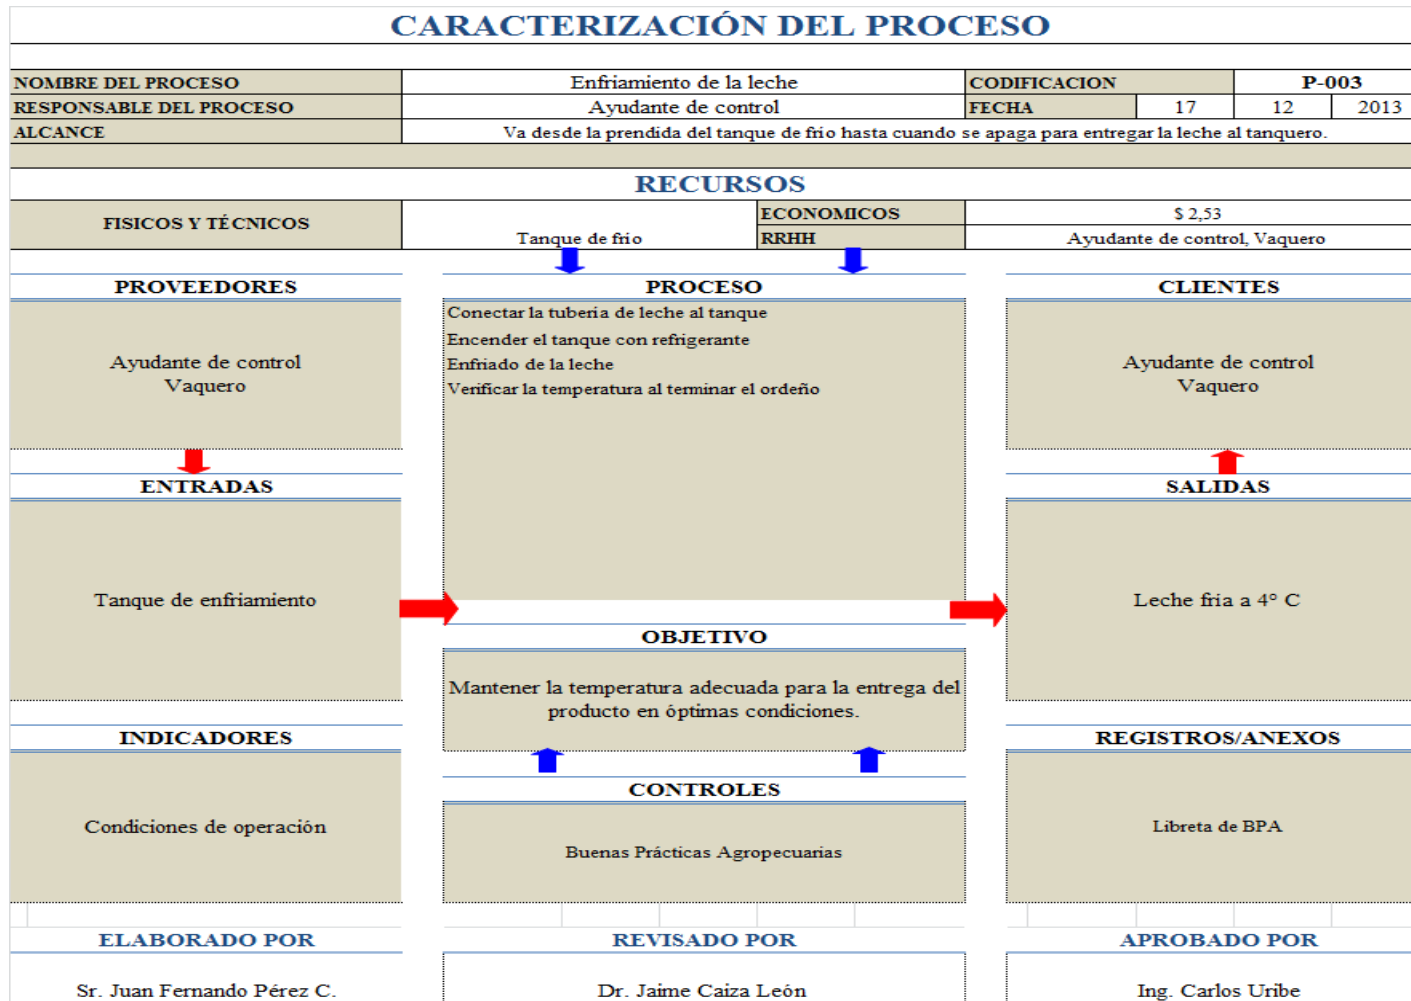 CARACTERIZACIÓN DEL PROCESO
NOMBRE DEL PROCESO Enfriamiento de la leche CODIFICACION P-003
RESPONSABLE DEL PROCESO Ayudante de control FECHA 17 12 2013
ALCANCE Va desde la prendida del tanque de frio hasta cuando se apaga para entregar la leche al tanquero.
RECURSOS
FISICOS Y TÉCNICOS Tanque de frio ECONOMICOS $ 2,53
RRHH Ayudante de control, Vaquero
PROVEEDORES
Ayudante de control
Vaquero
ENTRADAS
Tanque de enfriamiento
INDICADORES
Condiciones de operación
PROCESO
Conectar la tuberia de leche al tanque
Encender el tanque con refrigerante
Enfriado de la leche
Verificar la temperatura al terminar el ordeño
OBJETIVO
Mantener la temperatura adecuada para la entrega del
producto en óptimas condiciones.
CONTROLES
Buenas Prácticas Agropecuarias
CLIENTES
Ayudante de control
Vaquero
SALIDAS
Leche fria a 4° C
REGISTROS/ANEXOS
Libreta de BPA
ELABORADO POR REVISADO POR APROBADO POR
Sr. Juan Fernando Pérez C. Dr. Jaime Caiza León Ing. Carlos Uribe